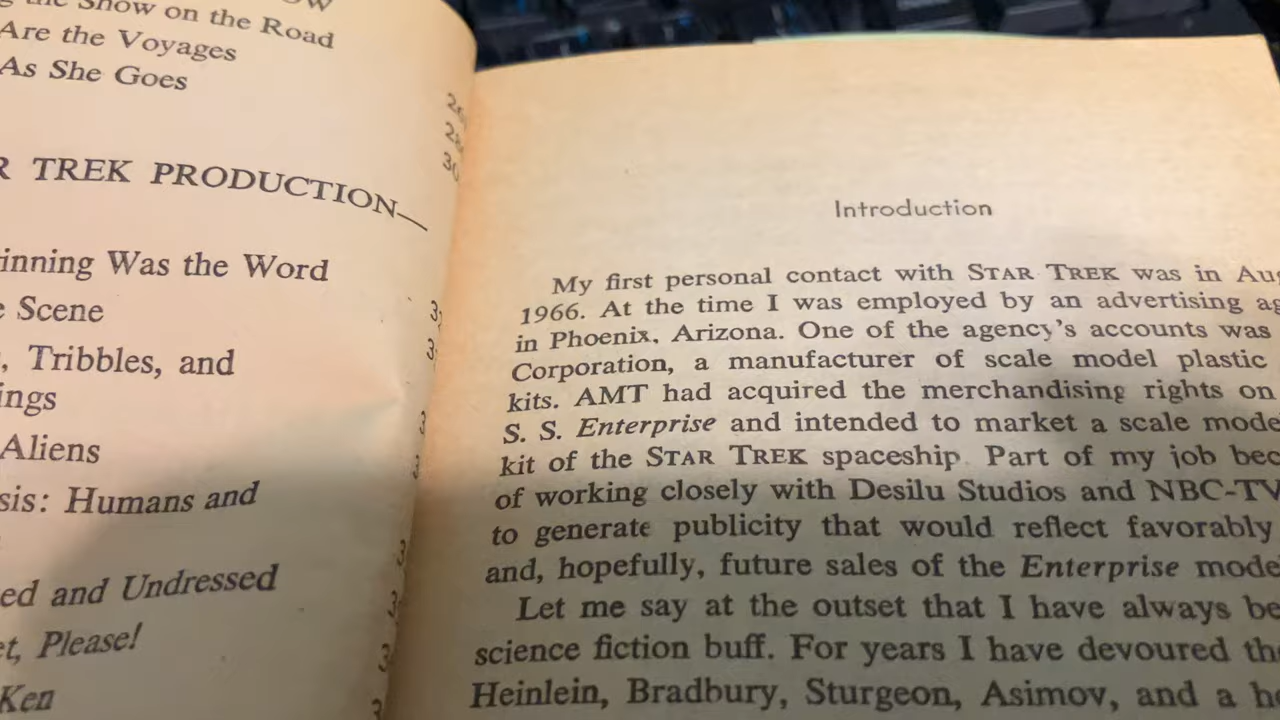 the Show on the Road
Are the Voyages
As She Goes
30
TREK PRODUCTION—
inning Was the Word
Scene
, Tribbles, and
ings
Aliens
sis: Humans and
ed and Undressed
et, Please!
Ken
Introduction
My first personal contact with STAR TREK was in Aug
1966. At the time I was employed by an advertising ag
in Phoenix, Arizona. One of the agency's accounts was
Corporation, a manufacturer of scale model plastic
kits. AMT had acquired the merchandising rights on
S. S. Enterprise and intended to market a scale mode
kit of the STAR TREK spaceship. Part of my job bec
of working closely with Desilu Studios and NBC-TV
to generate publicity that would reflect favorably
and, hopefully, future sales of the Enterprise mode
Let me say at the outset that I have always be
science fiction buff. For years I have devoured the
Heinlein, Bradbury, Sturgeon, Asimov, and a ho